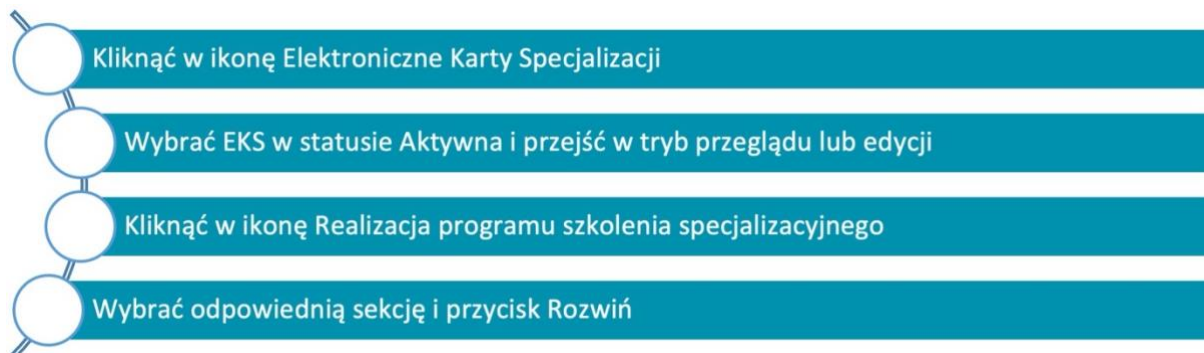 Kliknąć w ikonę Elektroniczne Karty Specjalizacji
Wybrać EKS w statusie Aktywna i przejść w tryb przeglądu lub edycji
Kliknąć w ikonę Realizacja programu szkolenia specjalizacyjnego
Wybrać odpowiednią sekcję i przycisk Rozwiń